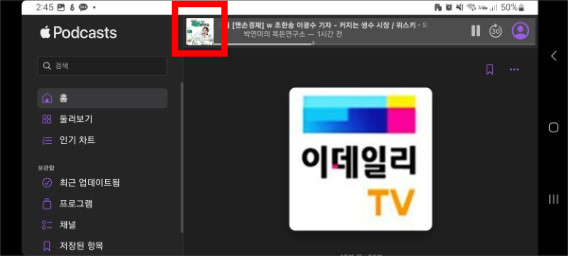 2:45
50%
Podcasts
[맨손경제] w 조한송 이광수 기자 - 커지는 생수 시장 / 위스키
박연미의 목돈연구소 — 1시간 전
30
검색
홈
둘러보기
인기 차트
보관함
최근 업데이트됨
프로그램
채널
저장된 항목
이데일리
TV